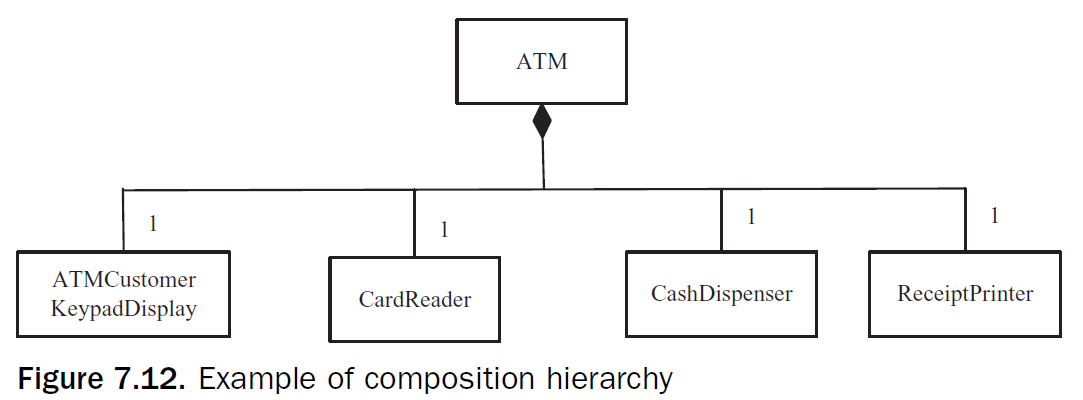 ATM
1
1
1
1
ATMCustomer
KeypadDisplay
CardReader
CashDispenser
ReceiptPrinter
Figure 7.12. Example of composition hierarchy